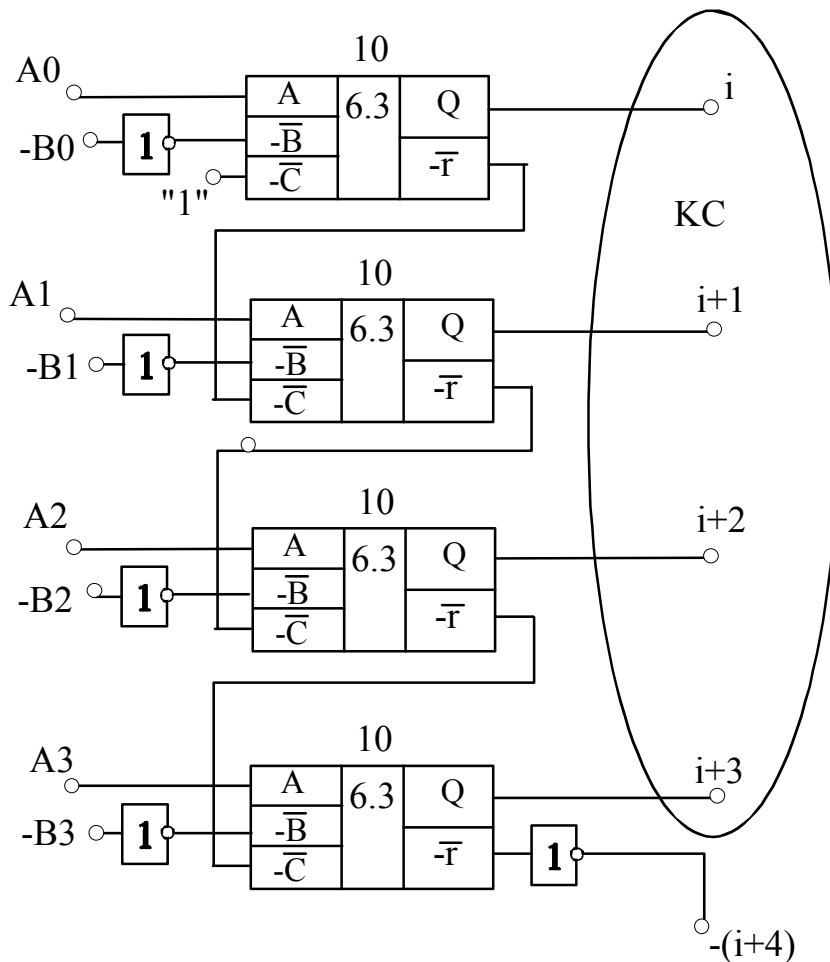 10
A0
A 6.3 Q
-B0 1 -B̅ -r̅
"1" -C̅
i
KC
10
A1
A 6.3 Q
-B1 1 -B̅ -r̅
-C̅
i+1
10
A2
A 6.3 Q
-B2 1 -B̅ -r̅
-C̅
i+2
10
A3
A 6.3 Q
-B3 1 -B̅ -r̅ 1
-C̅
i+3
-(i+4)